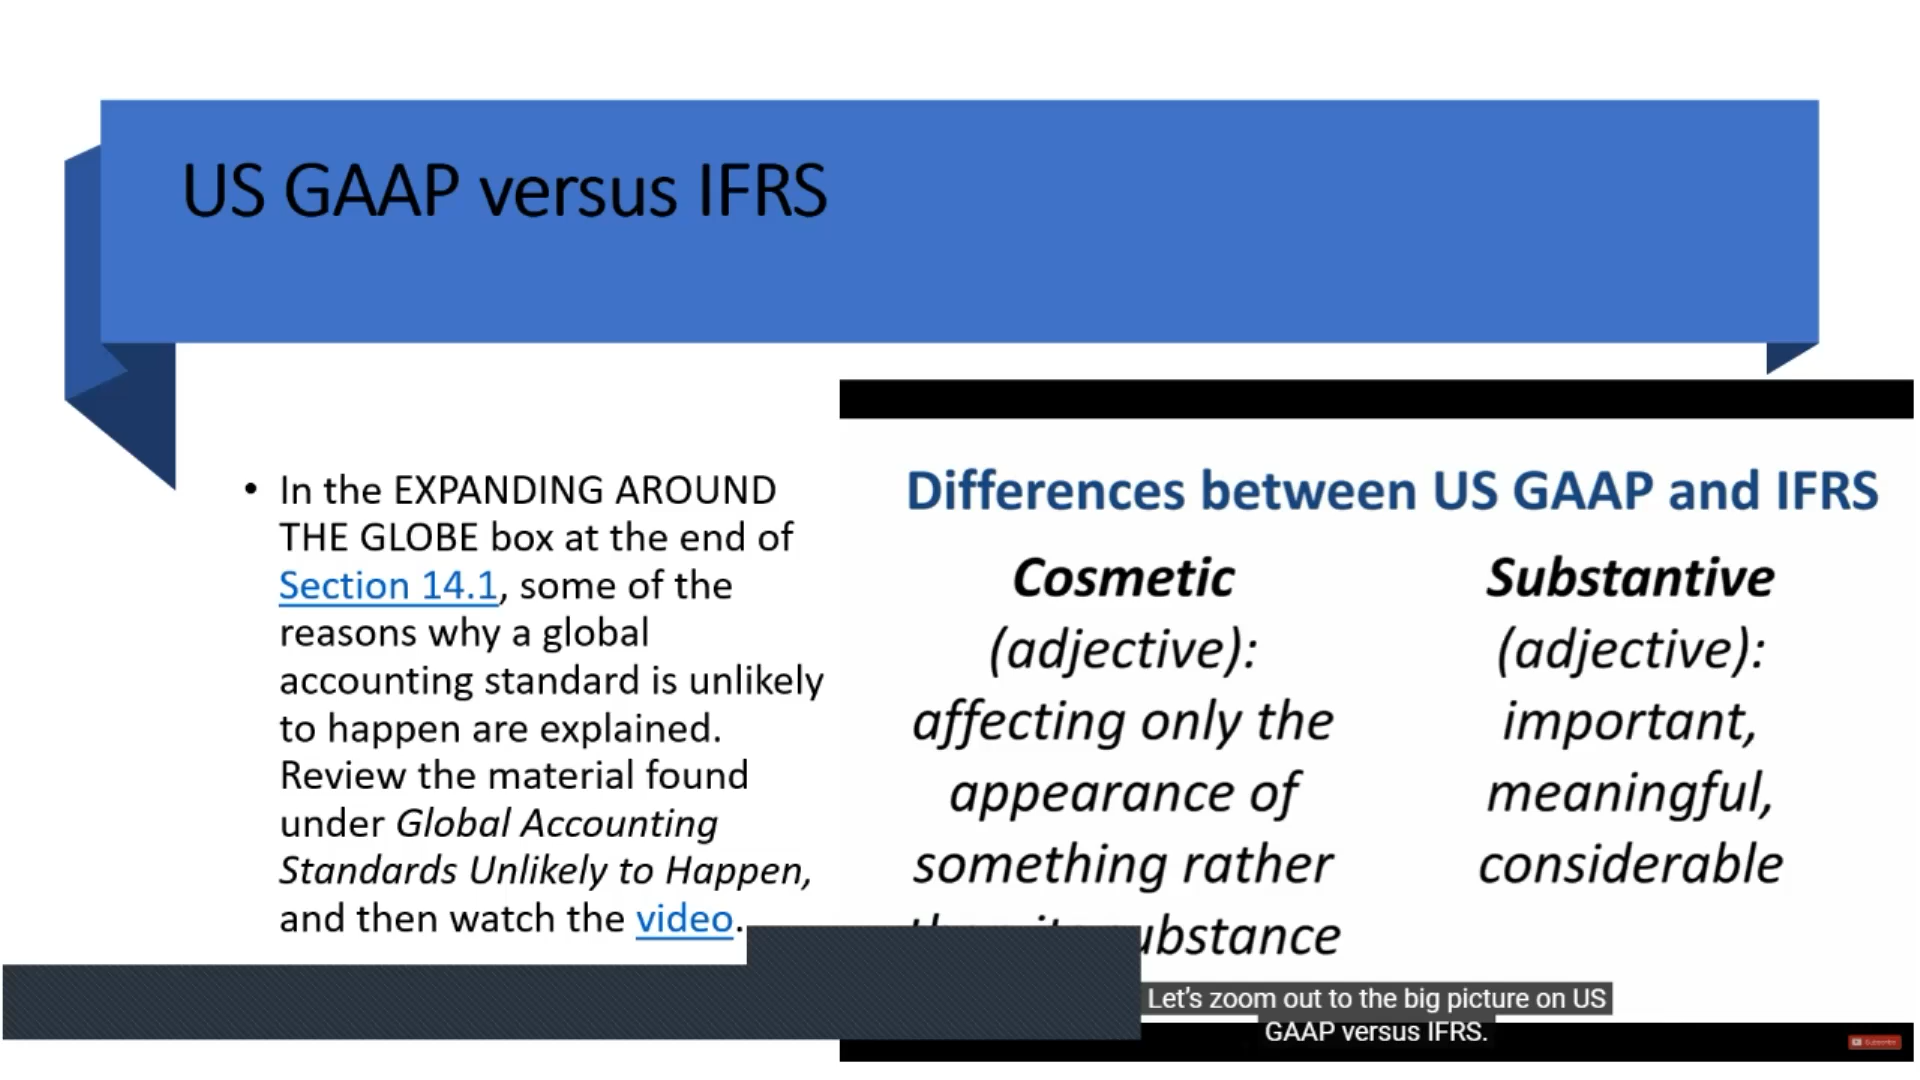 US GAAP versus IFRS
• In the EXPANDING AROUND
THE GLOBE box at the end of
Section 14.1, some of the
reasons why a global
accounting standard is unlikely
to happen are explained.
Review the material found
under Global Accounting
Standards Unlikely to Happen,
and then watch the video.
Differences between US GAAP and IFRS
Cosmetic
(adjective):
affecting only the
appearance of
something rather
substance
Substantive
(adjective):
important,
meaningful,
considerable
Let's zoom out to the big picture on US
GAAP versus IFRS.
Subscribe